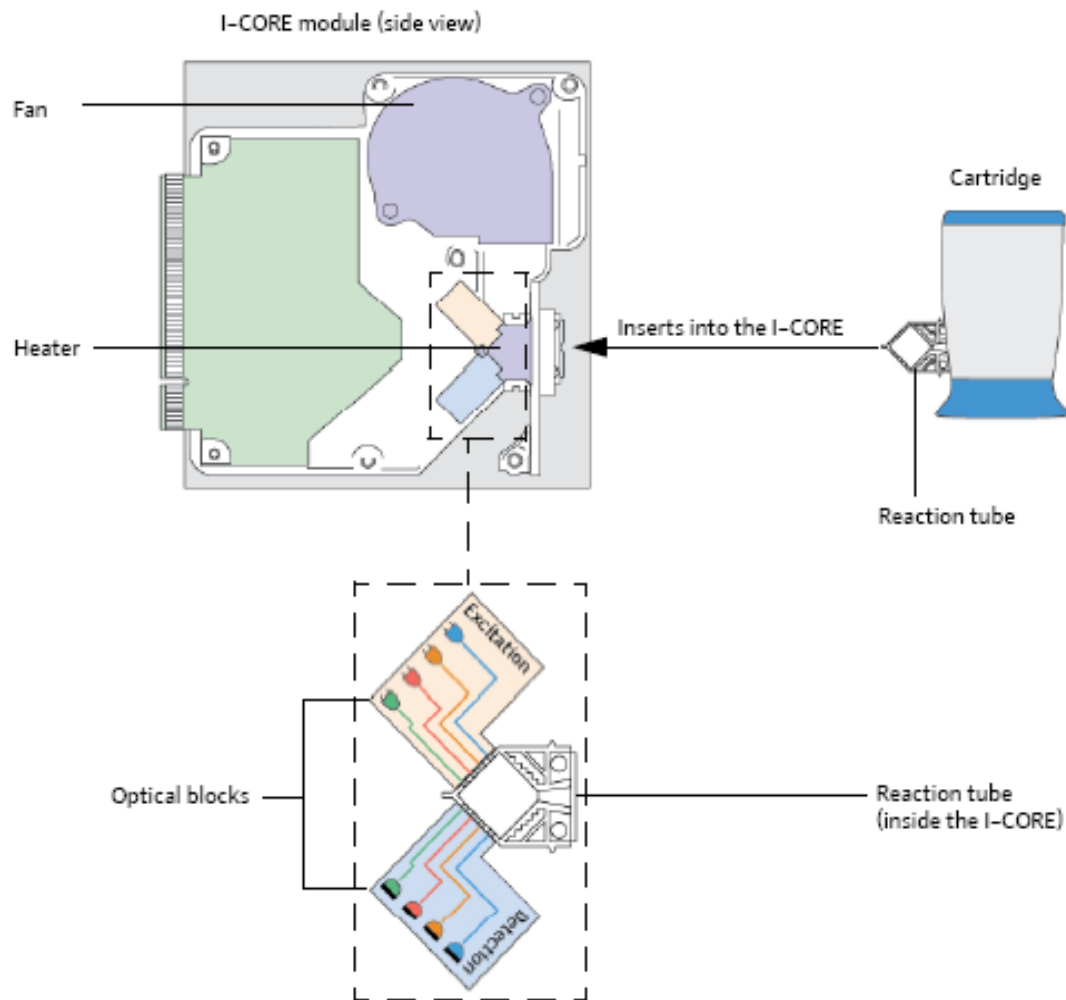 I-CORE module (side view)
Fan
Cartridge
Heater
Inserts into the I-CORE
Reaction tube
Excitation
Optical blocks
Reaction tube
(inside the I-CORE)
Detection